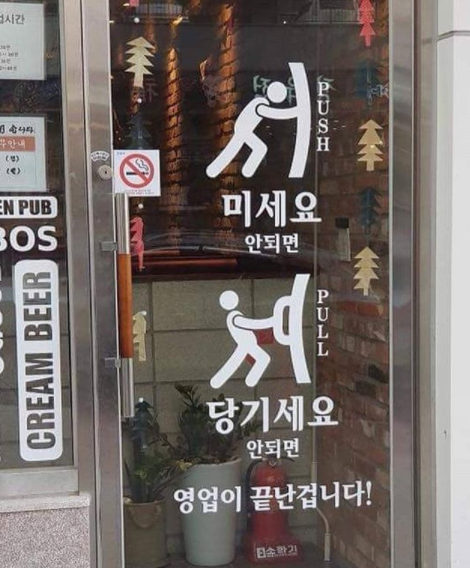 PUSH
미세요
안되면
PULL
당기세요
안되면
영업이 끝난겁니다!
EN PUB
BOS
CREAM BEER
소화기